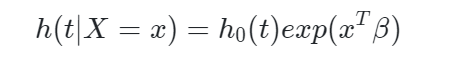 h(t|X = x) = h₀(t)exp(xᵀβ)